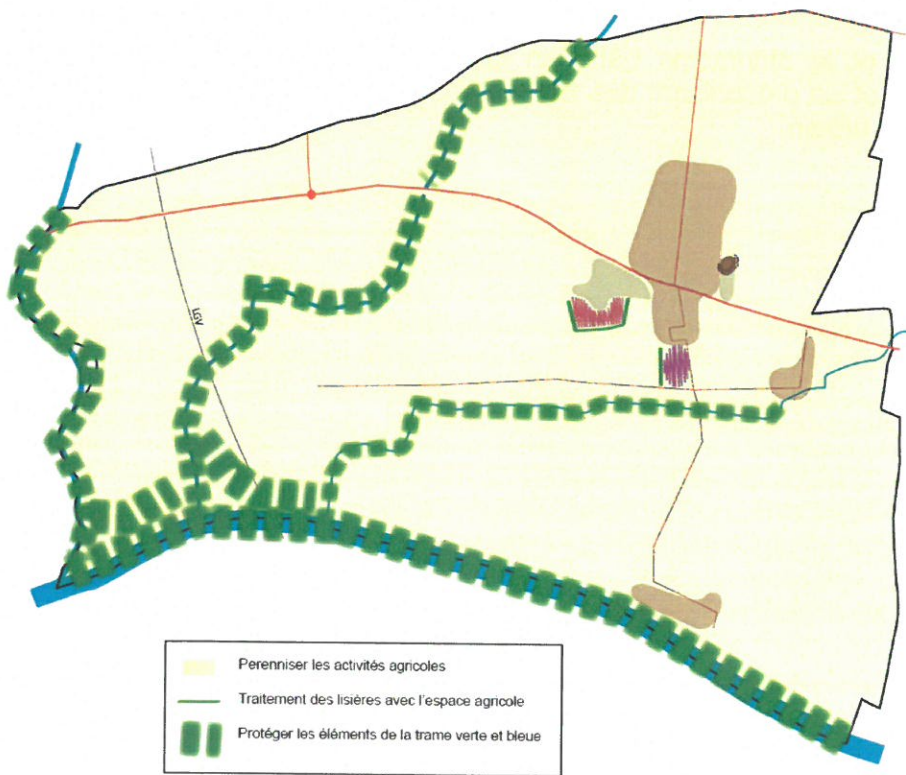 LGV
Perenniser les activités agricoles
Traitement des lisières avec l'espace agricole
Protéger les éléments de la trame verte et bleue